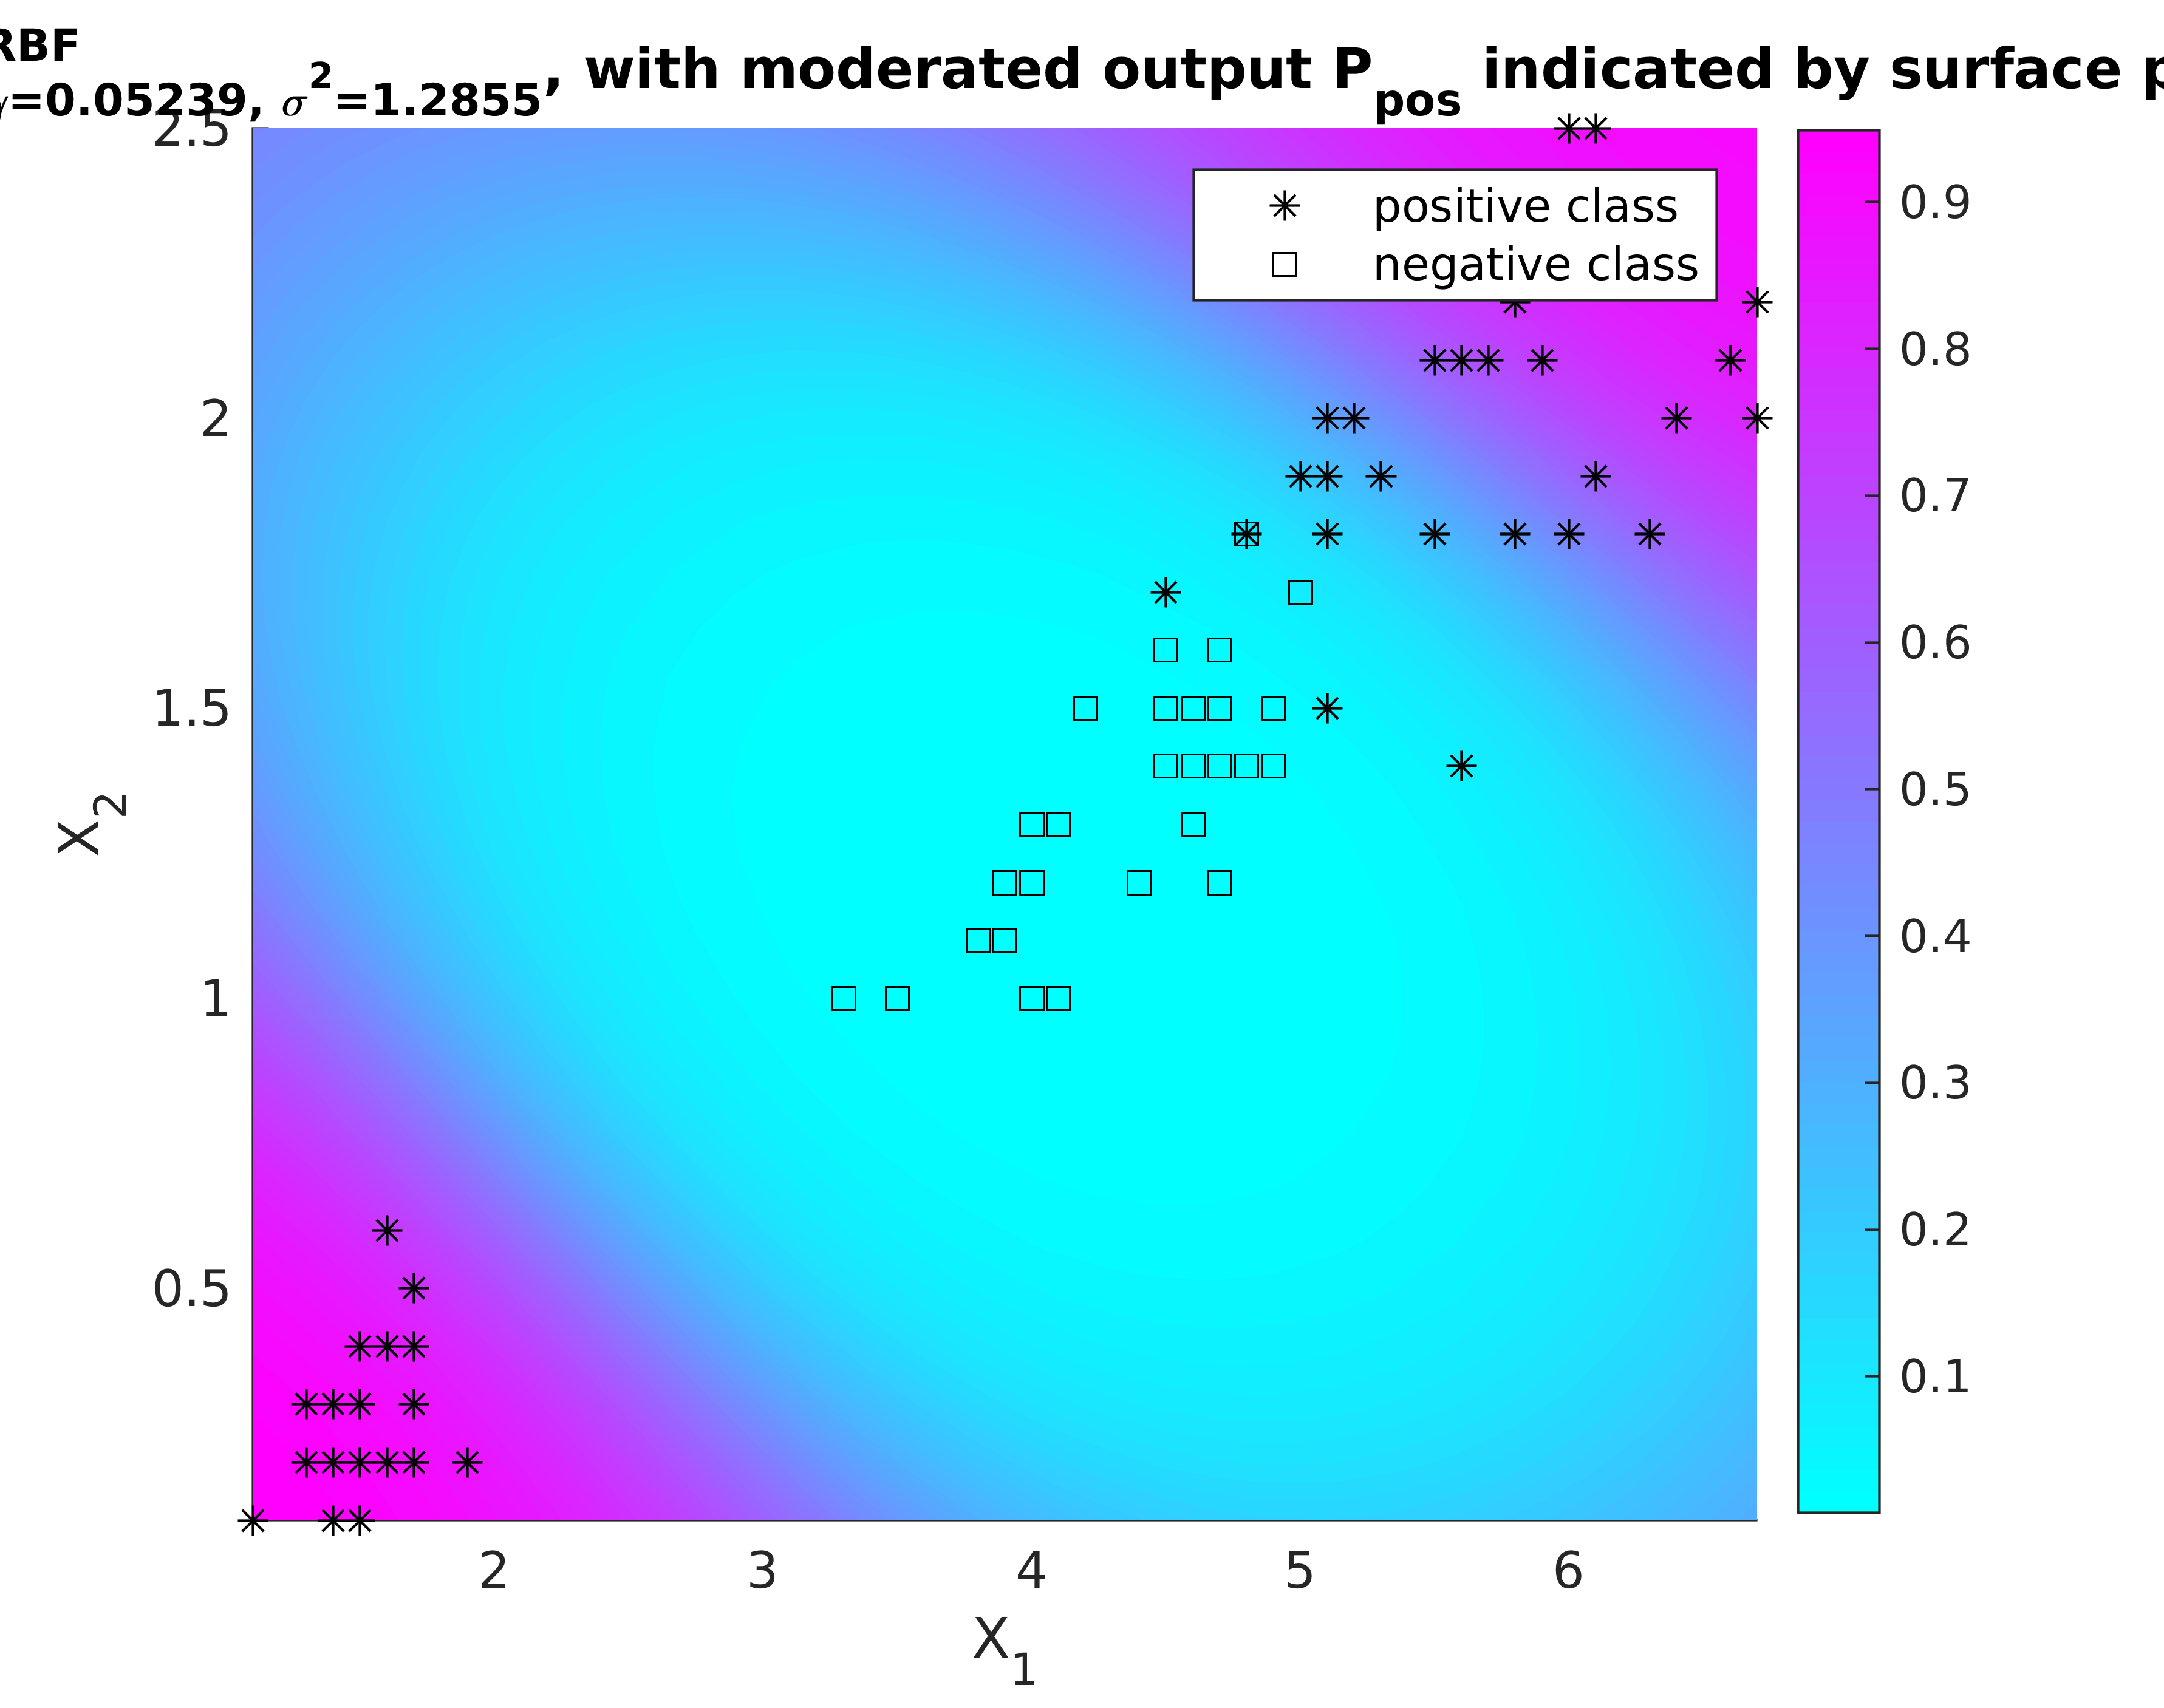 RBF
γ=0.05239, σ2=1.2855, with moderated output Ppos indicated by surface p
positive class
negative class
2.5
2
1.5
1
0.5
X2
2 3 4 5 6
X1
0.9
0.8
0.7
0.6
0.5
0.4
0.3
0.2
0.1